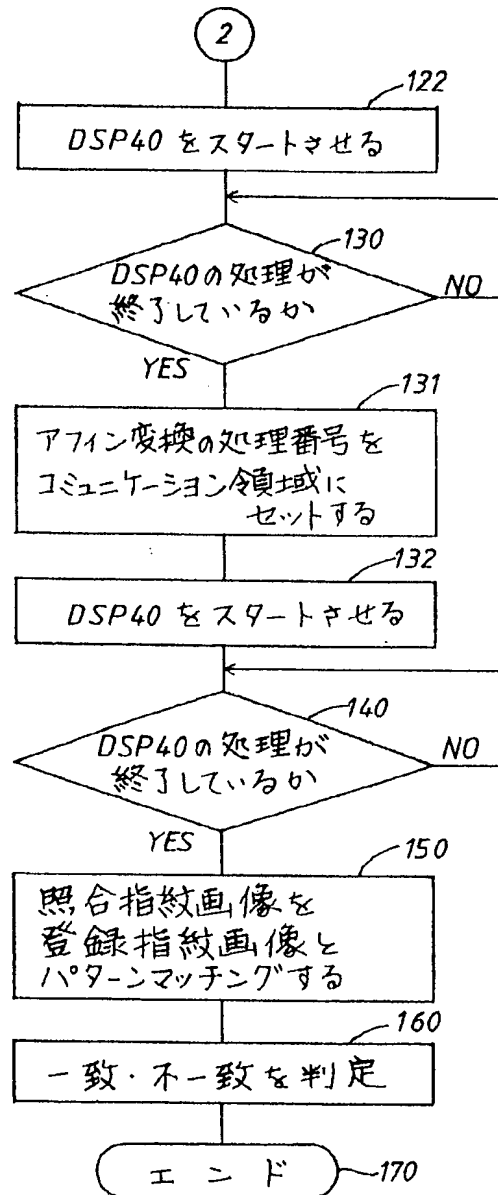 2
122
DSP40 をスタートさせる
130
DSP40の処理が
終了しているか
NO
YES
131
アフィン変換の処理番号を
コミュニケーション領域に
セットする
132
DSP40 をスタートさせる
140
DSP40の処理が
終了しているか
NO
YES
150
照合指紋画像を
登録指紋画像と
パターンマッチングする
160
一致・不一致を判定
エンド
170